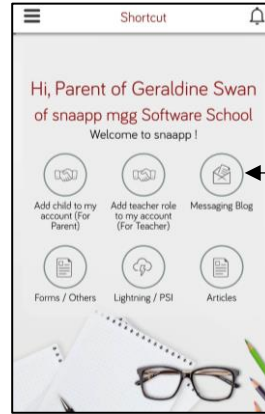 Shortcut
Hi, Parent of Geraldine Swan
of snaapp mgg Software School
Welcome to snaapp !
Add child to my
account (For
Parent)
Add teacher role
to my account
(For Teacher)
Messaging Blog
Forms / Others
Lightning / PSI
Articles